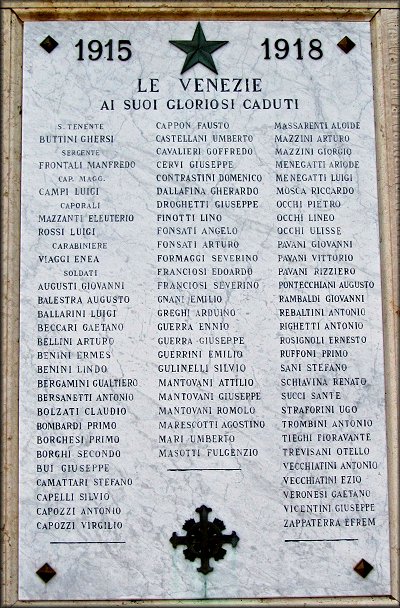 1915 1918
LE VENEZIE
AI SUOI GLORIOSI CADUTI
S. TENENTE
BUTTINI GHERSI
SERGENTE
FRONTALI MANFREDO
CAP. MAGG.
CAMPI LUIGI
CAPORALI
MAZZANTI ELEUTERIO
ROSSI LUIGI
CARABINIERE
VIAGGI ENEA
SOLDATI
AUGUSTI GIOVANNI
BALESTRA AUGUSTO
BALLARINI LUIGI
BECCARI GAETANO
BELLINI ARTURO
BENINI ERMES
BENINI LINDO
BERGAMINI GUALTIERO
BERSANETTI ANTONIO
BOLZATI CLAUDIO
BOMBARDI PRIMO
BORGHESI PRIMO
BORGHI SECONDO
BUI GIUSEPPE
CAMATTARI STEFANO
CAPELLI SILVIO
CAPOZZI ANTONIO
CAPOZZI VIRGILIO
CAPPON FAUSTO
CASTELLANI UMBERTO
CAVALIERI GOFFREDO
CERVI GIUSEPPE
CONTRASTINI DOMENICO
DALLAFINA GHERARDO
DROGHETTI GIUSEPPE
FINOTTI LINO
FONSATI ANGELO
FONSATI ARTURO
FORMAGGI SEVERINO
FRANCIOSI EDOARDO
FRANCIOSI SEVERINO
GNANI EMILIO
GREGHI ARDUINO
GUERRA ENNIO
GUERRA GIUSEPPE
GUERRINI EMILIO
GULINELLI SILVIO
MANTOVANI ATTILIO
MANTOVANI GIUSEPPE
MANTOVANI ROMOLO
MARESCOTTI AGOSTINO
MARI UMBERTO
MASOTTI FULGENZIO
MASSARENTI ALOIDE
MAZZINI ARTURO
MAZZINI GIORGIO
MENEGATTI ARIODE
MENEGATTI LUIGI
MOSCA RICCARDO
OCCHI PIETRO
OCCHI LINEO
OCCHI ULISSE
PAVANI GIOVANNI
PAVANI VITTORIO
PAVANI RIZZIERO
PONTECCHIANI AUGUSTO
RAMBALDI GIOVANNI
REBALTINI ANTONIO
RIGHETTI ANTONIO
ROSIGNOLI ERNESTO
RUFFONI PRIMO
SANI STEFANO
SCHIAVINA RENATO
SUCCI SANTE
STRAFORINI UGO
TROMBINI ANTONIO
TIEGHI FIORAVANTE
TREVISANI OTELLO
VECCHIATINI ANTONIO
VECCHIATINI EZIO
VERONESI GAETANO
VICENTINI GIUSEPPE
ZAPPATERRA EFREM